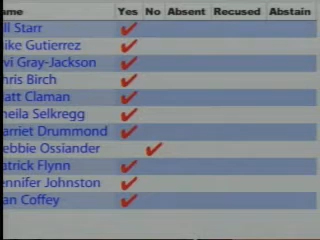 ame Yes No Absent Recused Abstain
ll Starr
ike Gutierrez
vi Gray-Jackson
hris Birch
att Claman
heila Selkregg
arriet Drummond
ebbie Ossiander
atrick Flynn
ennifer Johnston
an Coffey